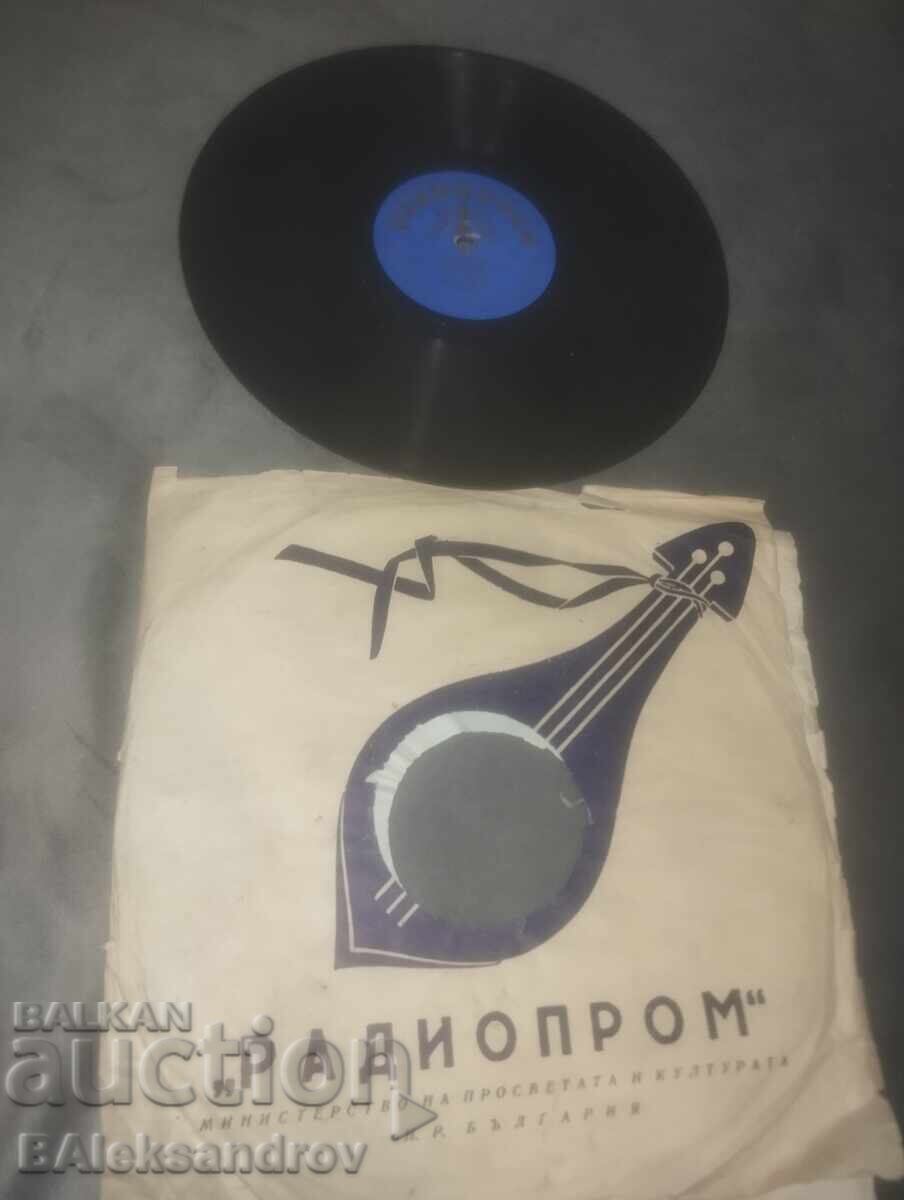 „РАДИОПРОМ“
МИНИСТЕРСТВО НА ПРОСВЕТАТА И КУЛТУРАТА
Н. Р. БЪЛГАРИЯ
BALKAN
auction
BAleksandrov